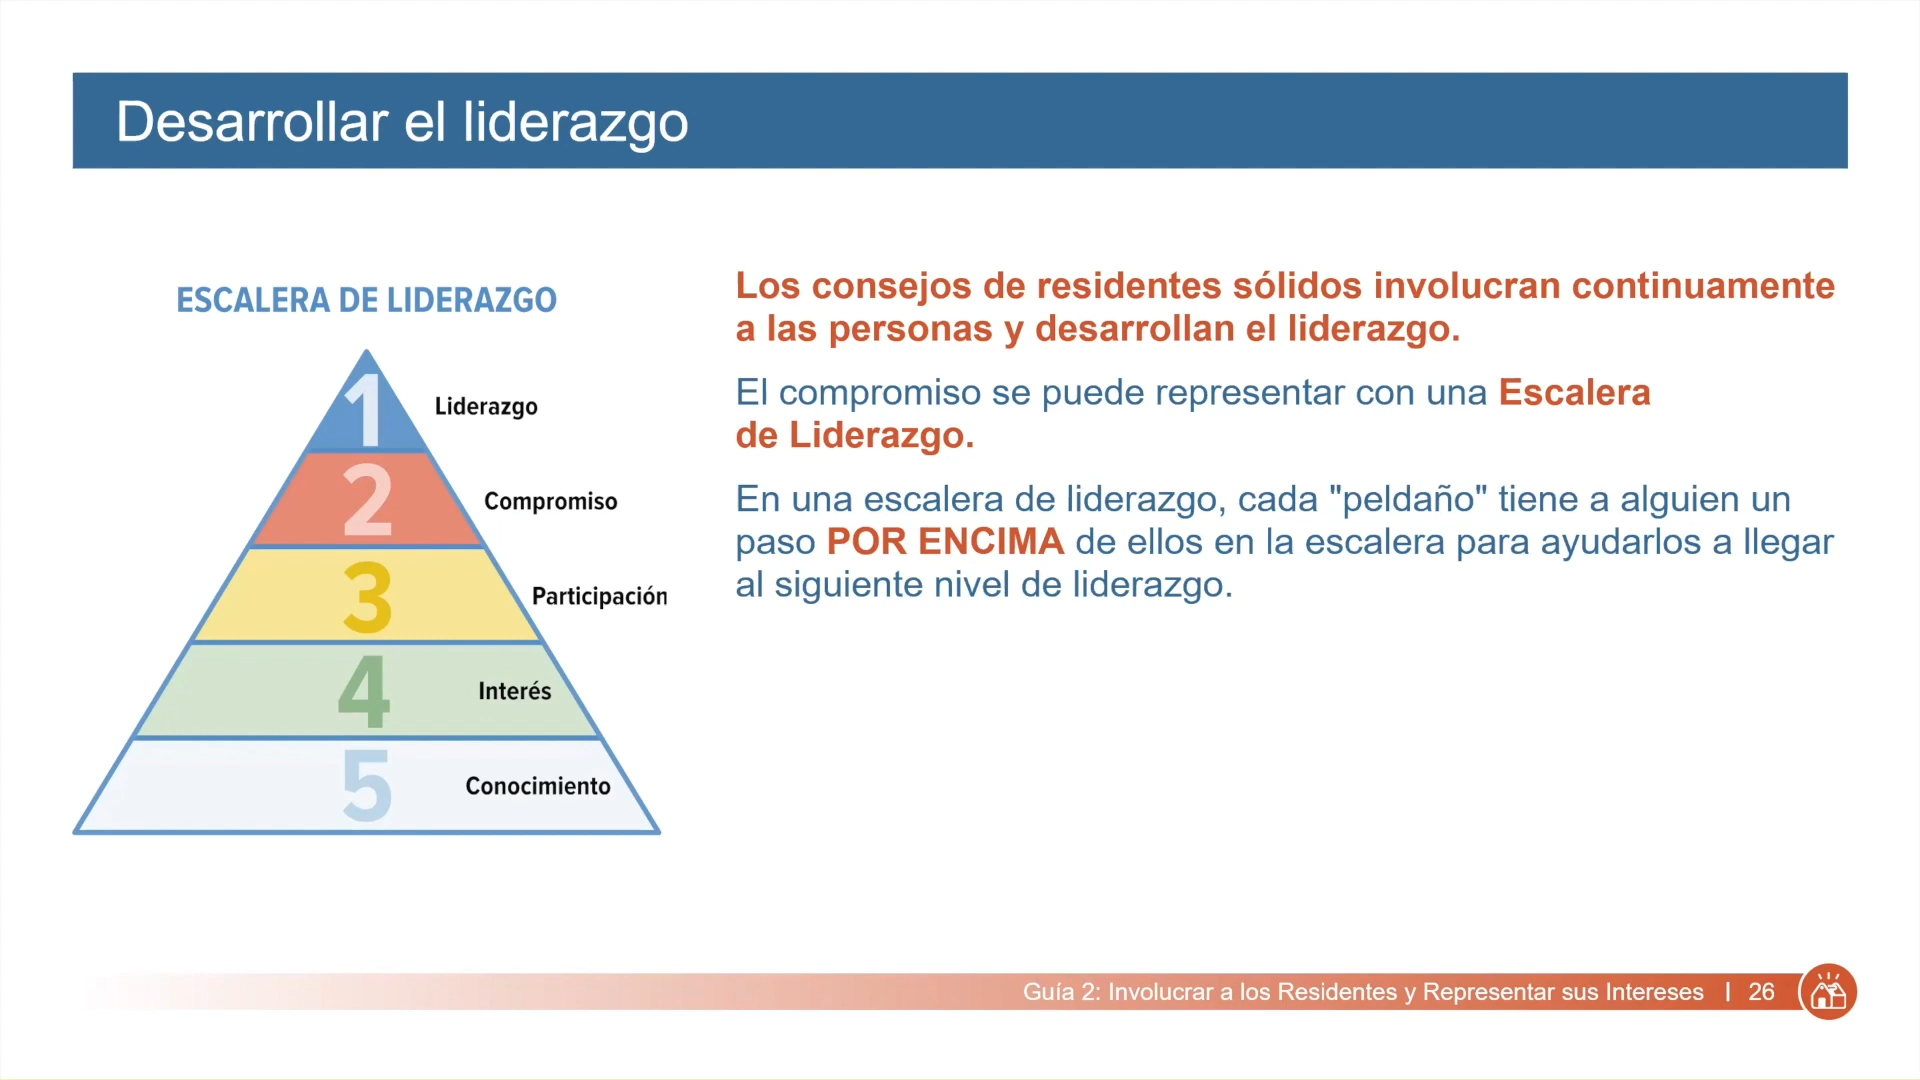 Desarrollar el liderazgo
ESCALERA DE LIDERAZGO
1
Liderazgo
2
Compromiso
3
Participación
4
Interés
5
Conocimiento
Los consejos de residentes sólidos involucran continuamente
a las personas y desarrollan el liderazgo.
El compromiso se puede representar con una Escalera
de Liderazgo.
En una escalera de liderazgo, cada "peldaño" tiene a alguien un
paso POR ENCIMA de ellos en la escalera para ayudarlos a llegar
al siguiente nivel de liderazgo.
Guía 2: Involucrar a los Residentes y Representar sus Intereses | 26